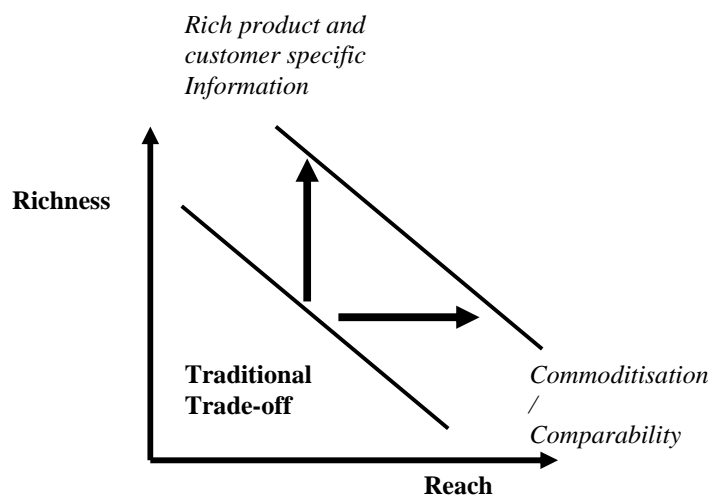 Rich product and
customer specific
Information
Richness
Traditional
Trade-off
Commoditisation
/
Comparability
Reach